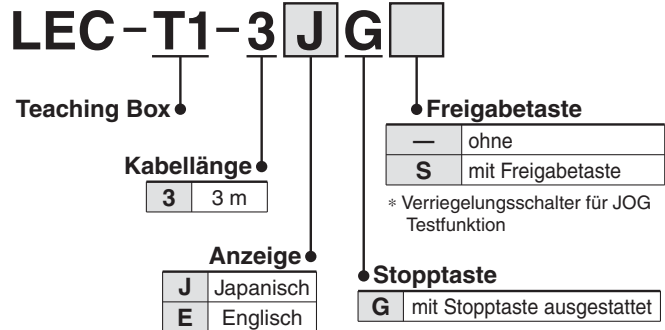 LEC-T1-3JG
Teaching Box
Freigabetaste
— ohne
S mit Freigabetaste
* Verriegelungsschalter für JOG
Testfunktion
Kabellänge
3 3 m
Anzeige
J Japanisch
E Englisch
Stopptaste
G mit Stopptaste ausgestattet